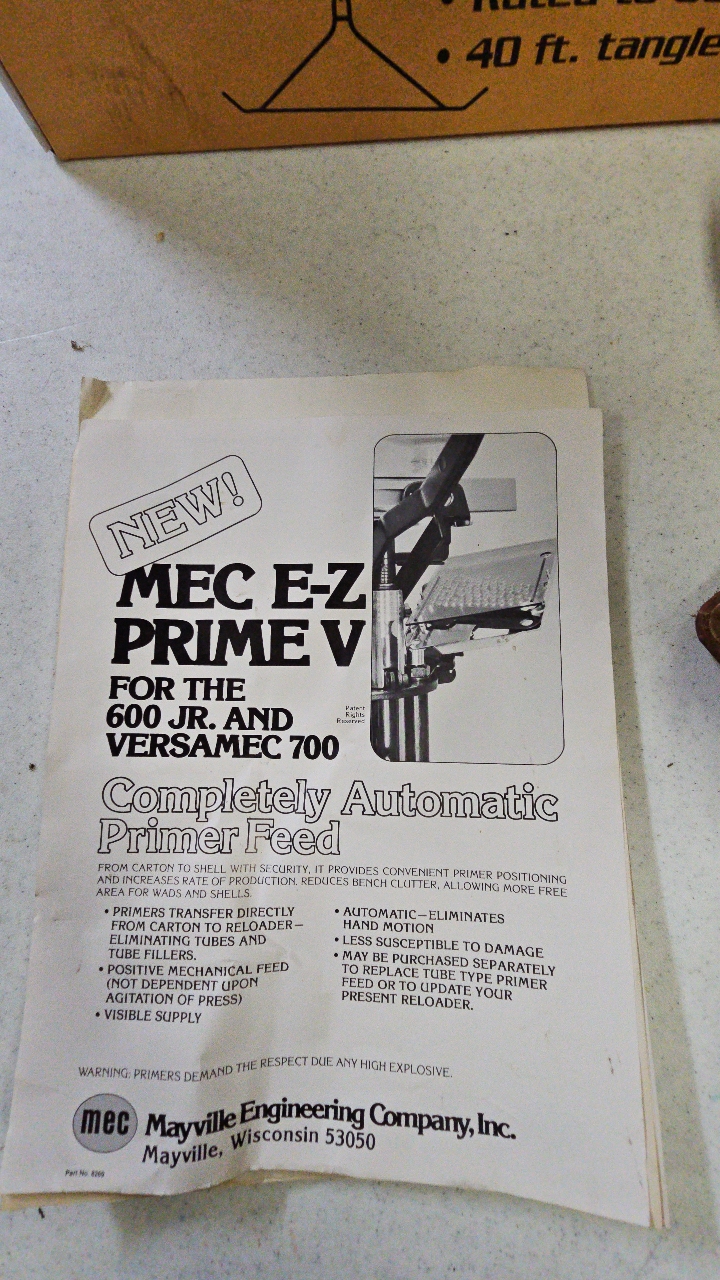 • 40 ft. tangle
NEW!
MEC E-Z
PRIME V
FOR THE
600 JR. AND
VERSAMEC 700
Patent
Rights
Reserved
Completely Automatic
Primer Feed
FROM CARTON TO SHELL WITH SECURITY, IT PROVIDES CONVENIENT PRIMER POSITIONING
AND INCREASES RATE OF PRODUCTION. REDUCES BENCH CLUTTER, ALLOWING MORE FREE
AREA FOR WADS AND SHELLS.
• PRIMERS TRANSFER DIRECTLY
FROM CARTON TO RELOADER—
ELIMINATING TUBES AND
TUBE FILLERS.
• POSITIVE MECHANICAL FEED
(NOT DEPENDENT UPON
AGITATION OF PRESS)
• VISIBLE SUPPLY
• AUTOMATIC—ELIMINATES
HAND MOTION
• LESS SUSCEPTIBLE TO DAMAGE
• MAY BE PURCHASED SEPARATELY
TO REPLACE TUBE TYPE PRIMER
FEED OR TO UPDATE YOUR
PRESENT RELOADER.
WARNING: PRIMERS DEMAND THE RESPECT DUE ANY HIGH EXPLOSIVE.
mec Mayville Engineering Company, Inc.
Mayville, Wisconsin 53050
Part No.